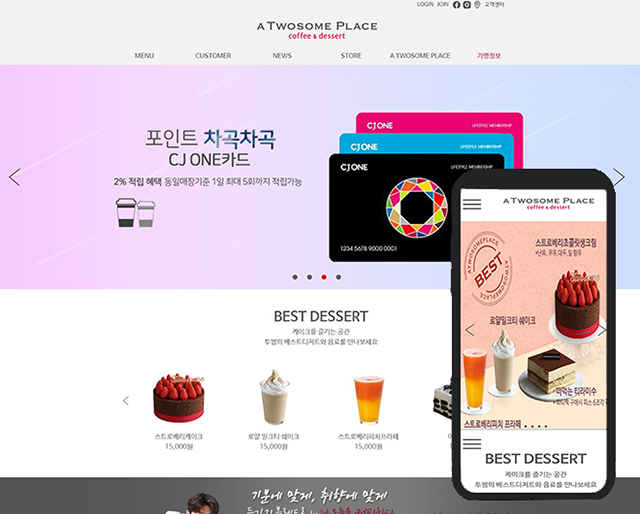 LOGIN JOIN 고객센터
A TWOSOME PLACE
coffee & dessert
MENU CUSTOMER NEWS STORE A TWOSOME PLACE 가맹정보
포인트 차곡차곡
CJ ONE카드
2% 적립 혜택 동일매장기준 1일 최대 5회까지 적립가능
CJ ONE LIFESTYLE MEMBERSHIP
CJ ONE LIFESTYLE MEMBERSHIP
CJ ONE LIFESTYLE MEMBERSHIP
1234 5678 9000 0001
BEST DESSERT
케이크를 즐기는 공간
투썸의 베스트디저트와 음료를 만나보세요
스트로베리케이크
15,000원
로얄 밀크티 쉐이크
15,000원
스트로베리피치프라페
15,000원
15,000원
기분에 맞게, 취향에 맞게
A TWOSOME PLACE
coffee & dessert
스트로베리초콜릿생크림
BEST
ATWOSOMEPLACE
ATWOSOMEPLACE
로얄밀크티 쉐이크
떠먹는 티라미수
스트로베리피치 프라페
BEST DESSERT
케이크를 즐기는 공간
투썸의 베스트디저트와 음료를 만나보세요